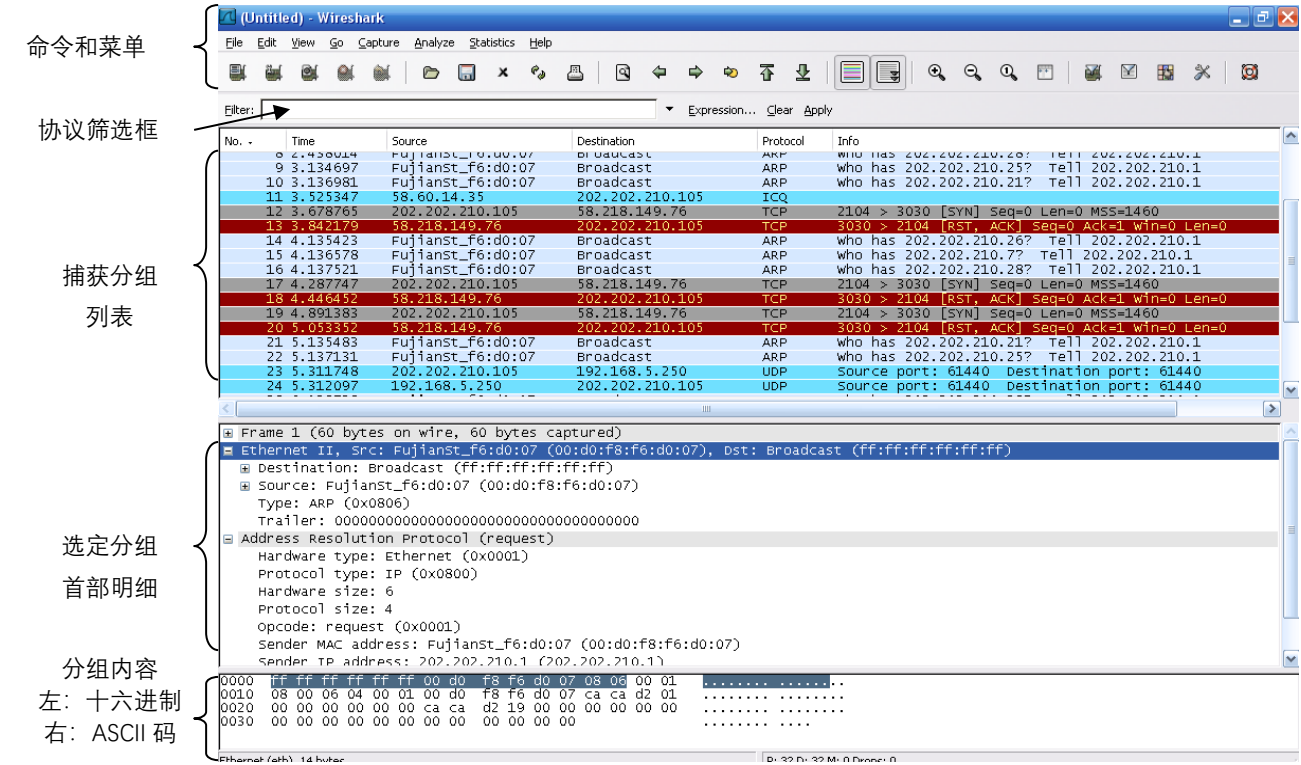 (Untitled) - Wireshark
命令和菜单
File Edit View Go Capture Analyze Statistics Help
协议筛选框
Filter: Expression... Clear Apply
No. Time Source Destination Protocol Info
8 2.458014 FujianSt_f6:d0:07 Broadcast ARP who has 202.202.210.28? Tell 202.202.210.1
9 3.134697 FujianSt_f6:d0:07 Broadcast ARP who has 202.202.210.25? Tell 202.202.210.1
10 3.136981 FujianSt_f6:d0:07 Broadcast ARP who has 202.202.210.21? Tell 202.202.210.1
11 3.525347 58.60.14.35 202.202.210.105 ICQ
12 3.678765 202.202.210.105 58.218.149.76 TCP 2104 > 3030 [SYN] Seq=0 Len=0 MSS=1460
13 3.842179 58.218.149.76 202.202.210.105 TCP 3030 > 2104 [RST, ACK] Seq=0 Ack=1 Win=0 Len=0
14 4.135423 FujianSt_f6:d0:07 Broadcast ARP who has 202.202.210.26? Tell 202.202.210.1
15 4.136578 FujianSt_f6:d0:07 Broadcast ARP who has 202.202.210.7? Tell 202.202.210.1
16 4.137521 FujianSt_f6:d0:07 Broadcast ARP who has 202.202.210.28? Tell 202.202.210.1
17 4.287747 202.202.210.105 58.218.149.76 TCP 2104 > 3030 [SYN] Seq=0 Len=0 MSS=1460
18 4.446452 58.218.149.76 202.202.210.105 TCP 3030 > 2104 [RST, ACK] Seq=0 Ack=1 Win=0 Len=0
19 4.891383 202.202.210.105 58.218.149.76 TCP 2104 > 3030 [SYN] Seq=0 Len=0 MSS=1460
20 5.053352 58.218.149.76 202.202.210.105 TCP 3030 > 2104 [RST, ACK] Seq=0 Ack=1 Win=0 Len=0
21 5.135483 FujianSt_f6:d0:07 Broadcast ARP who has 202.202.210.21? Tell 202.202.210.1
22 5.137131 FujianSt_f6:d0:07 Broadcast ARP who has 202.202.210.25? Tell 202.202.210.1
23 5.311748 202.202.210.105 192.168.5.250 UDP Source port: 61440 Destination port: 61440
24 5.312097 192.168.5.250 202.202.210.105 UDP Source port: 61440 Destination port: 61440
捕获分组
列表
Frame 1 (60 bytes on wire, 60 bytes captured)
Ethernet II, Src: FujianSt_f6:d0:07 (00:d0:f8:f6:d0:07), Dst: Broadcast (ff:ff:ff:ff:ff:ff)
Destination: Broadcast (ff:ff:ff:ff:ff:ff)
Source: FujianSt_f6:d0:07 (00:d0:f8:f6:d0:07)
Type: ARP (0x0806)
Trailer: 000000000000000000000000000000000000
Address Resolution Protocol (request)
Hardware type: Ethernet (0x0001)
Protocol type: IP (0x0800)
Hardware size: 6
Protocol size: 4
Opcode: request (0x0001)
Sender MAC address: FujianSt_f6:d0:07 (00:d0:f8:f6:d0:07)
Sender IP address: 202.202.210.1 (202.202.210.1)
选定分组
首部明细
分组内容
左：十六进制
右：ASCII 码
0000 ff ff ff ff ff ff 00 d0 f8 f6 d0 07 08 06 00 01 ........ ........
0010 08 00 06 04 00 01 00 d0 f8 f6 d0 07 ca ca d2 01 ........ ........
0020 00 00 00 00 00 00 ca ca d2 19 00 00 00 00 00 00 ........ ........
0030 00 00 00 00 00 00 00 00 00 00 00 00 ........ ....
Ethernet (eth), 14 bytes P: 32 D: 32 M: 0 Drops: 0